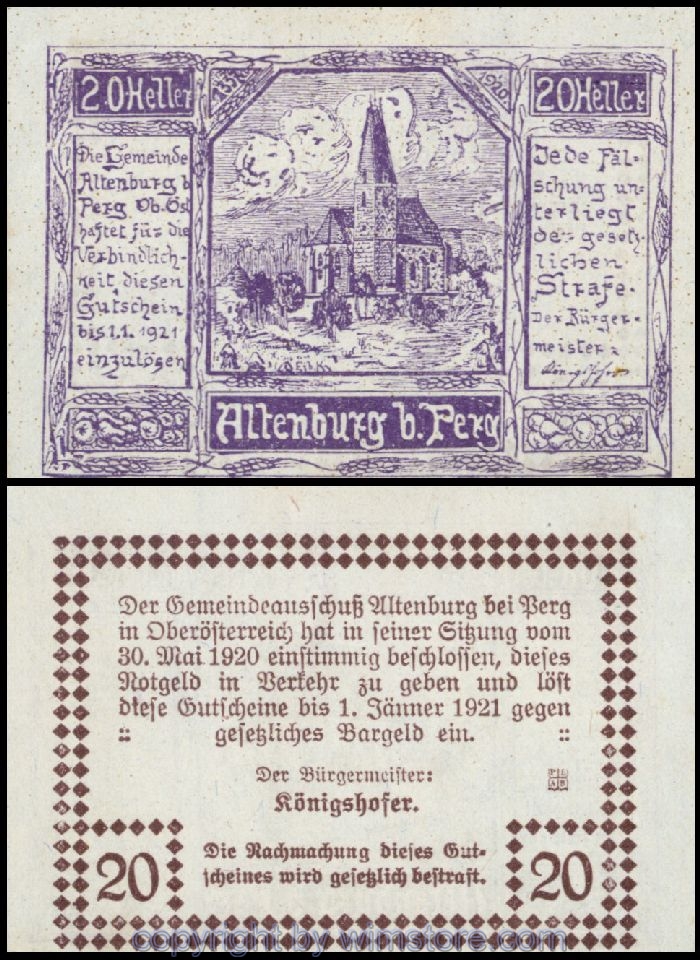 20 Heller
1920
20 Heller
Die Gemeinde
Altenburg b
Perg Ob. Öst
haftet für die
Verbindlich-
keit diesen
Gutschein
bis 1.1. 1921
einzulösen
Jede Fäl-
schung un-
terliegt
der gesetz-
lichen
Strafe.
Der Bürger-
meister:
Königshofer
Altenburg b. Perg
Der Gemeindeausschuß Altenburg bei Perg
in Oberösterreich hat in seiner Sitzung vom
30. Mai 1920 einstimmig beschlossen, dieses
Notgeld in Verkehr zu geben und löst
diese Gutscheine bis 1. Jänner 1921 gegen
:: gesetzliches Bargeld ein. ::
Der Bürgermeister:
Königshofer.
Die Nachmachung dieses Gut-
scheines wird gesetzlich bestraft.
20
20
copyright by wimstore.com